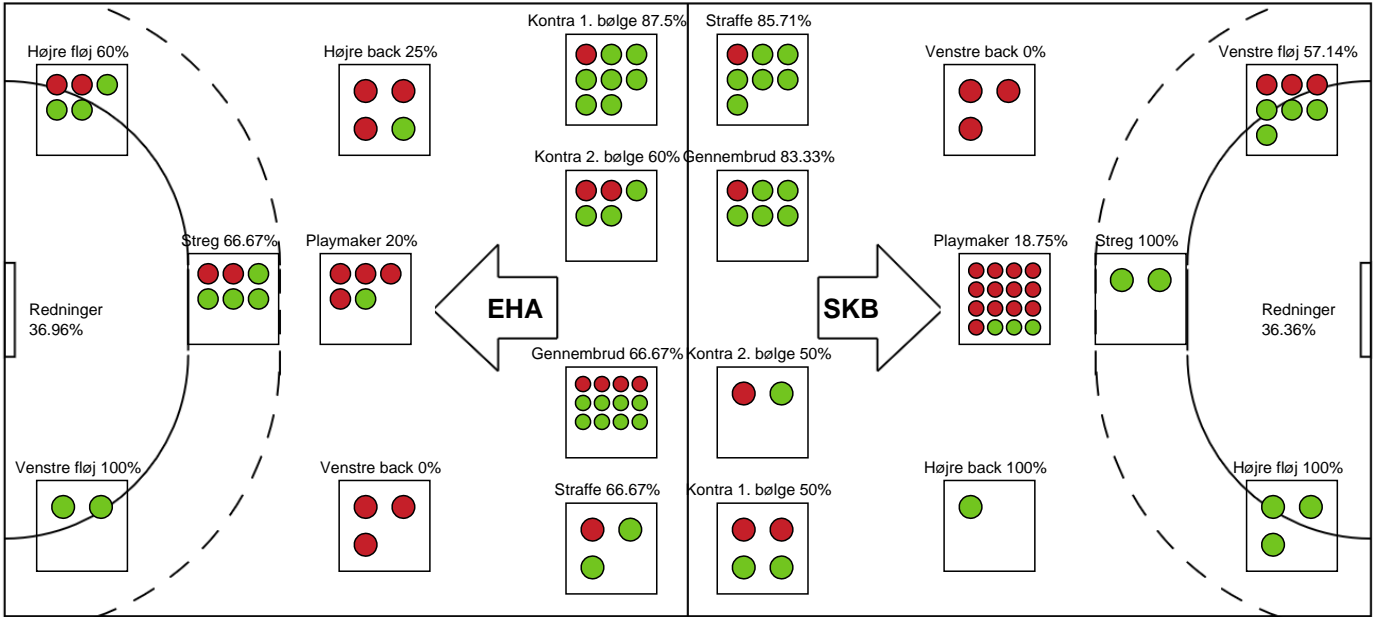 Kontra 1. bølge 87.5%
Straffe 85.71%
Højre fløj 60%
Højre back 25%
Venstre back 0%
Venstre fløj 57.14%
Kontra 2. bølge 60%
Gennembrud 83.33%
Streg 66.67%
Playmaker 20%
Playmaker 18.75%
Streg 100%
Redninger
36.96%
EHA
SKB
Redninger
36.36%
Gennembrud 66.67%
Kontra 2. bølge 50%
Venstre fløj 100%
Venstre back 0%
Højre back 100%
Højre fløj 100%
Straffe 66.67%
Kontra 1. bølge 50%